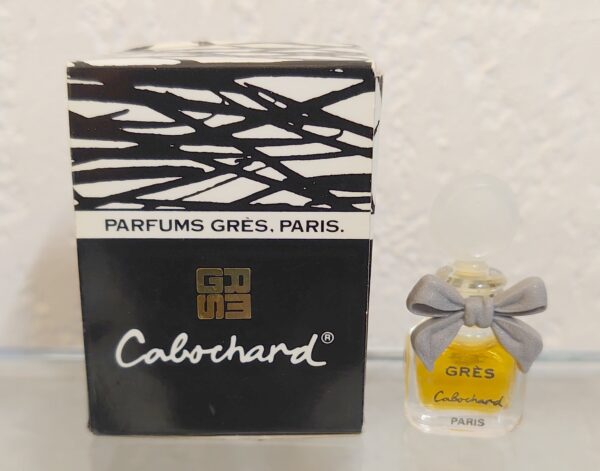 PARFUMS GRÈS. PARIS.
GRES
Cabochard®
GRÈS
Cabochard
PARIS